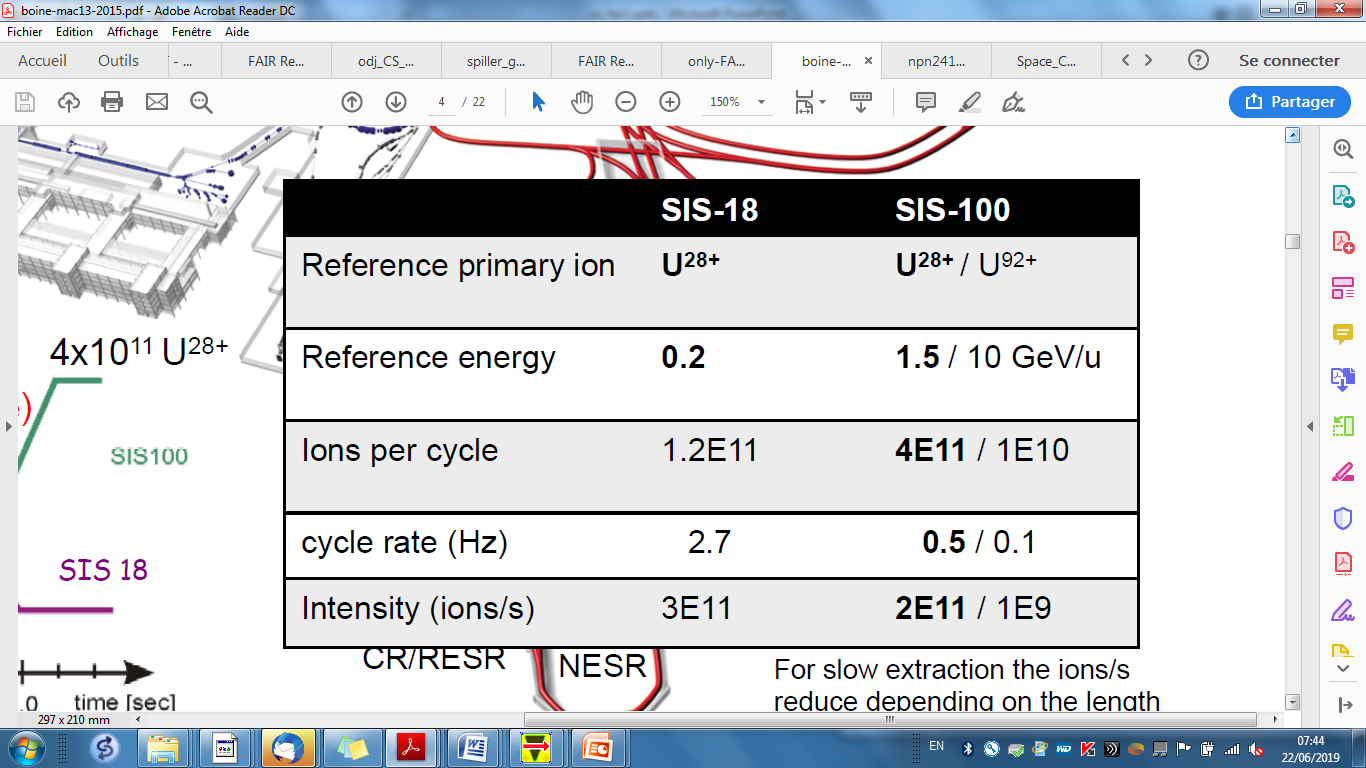 boine-mac13-2015.pdf - Adobe Acrobat Reader DC
Fichier Edition Affichage Fenêtre Aide
Accueil Outils - ... FAIR Re... odj_CS_... spiller_g... FAIR Re... only-FA... boine-... × npn241... Space_C... Se connecter
4 / 22 150% Partager
SIS-18 SIS-100
Reference primary ion U28+ U28+ / U92+
4x1011 U28+
Reference energy 0.2 1.5 / 10 GeV/u
)
SIS100
Ions per cycle 1.2E11 4E11 / 1E10
cycle rate (Hz) 2.7 0.5 / 0.1
SIS 18
Intensity (ions/s) 3E11 2E11 / 1E9
CR/RESR NESR
For slow extraction the ions/s
reduce depending on the length
.0 time [sec]
297 x 210 mm
EN 07:44
22/06/2019